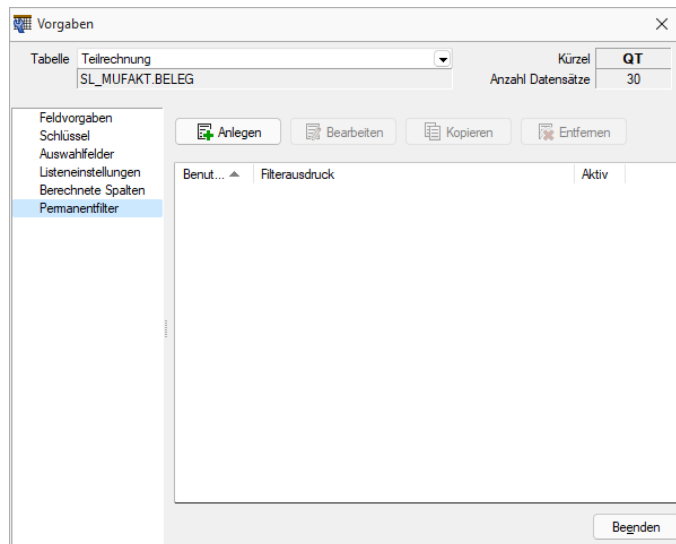 Vorgaben
Tabelle Teilrechnung Kürzel QT
SL_MUFAKT.BELEG Anzahl Datensätze 30
Feldvorgaben
Schlüssel
Auswahlfelder
Listeneinstellungen
Berechnete Spalten
Permanentfilter
Anlegen Bearbeiten Kopieren Entfernen
Benut... Filterausdruck Aktiv
Beenden